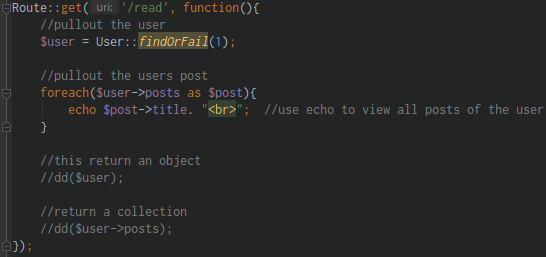 Route::get( uri: '/read', function(){
    //pullout the user
    $user = User::findOrFail(1);

    //pullout the users post
    foreach($user->posts as $post){
        echo $post->title. "<br>";  //use echo to view all posts of the user
    }

    //this return an object
    //dd($user);

    //return a collection
    //dd($user->posts);
});